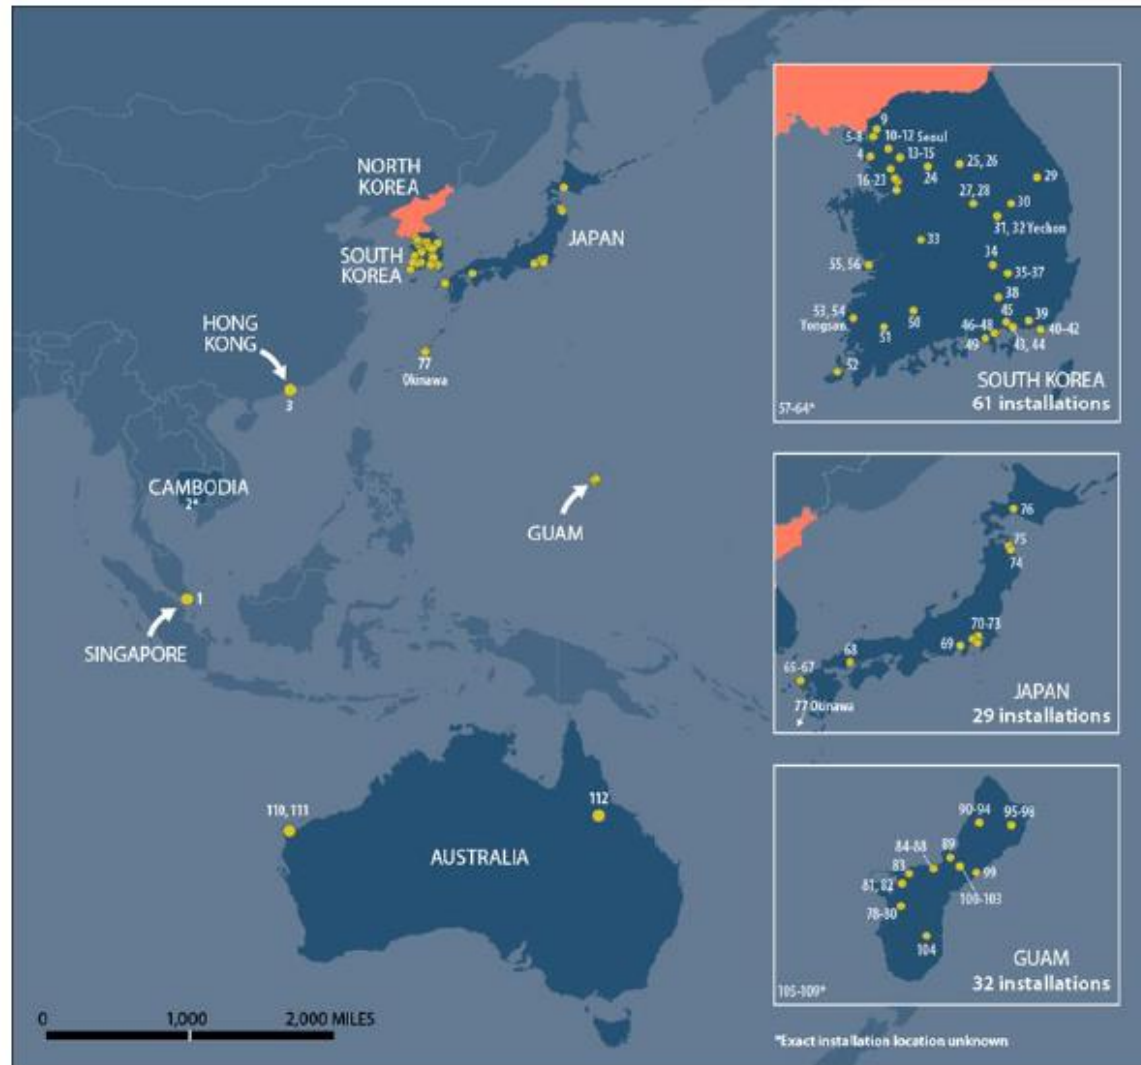 NORTH
KOREA
SOUTH
KOREA
JAPAN
HONG
KONG
3
77
Okinawa
CAMBODIA
2*
GUAM
1
SINGAPORE
110, 111
112
AUSTRALIA
0 1,000 2,000 MILES
9
5-8
10-12 Seoul
4
13-15
16-23
24
25, 26
29
27, 28
30
31, 32 Yechon
33
34
55, 56
35-37
38
53, 54
Yongsan
45
39
50
46-48
40-42
51
49
43, 44
52
SOUTH KOREA
61 installations
57-64*
76
75
74
70-73
69
68
65-67
77 Okinawa
JAPAN
29 installations
90-94
95-98
89
84-88
83
99
81, 82
100-103
78-80
104
GUAM
32 installations
105-109*
*Exact installation location unknown